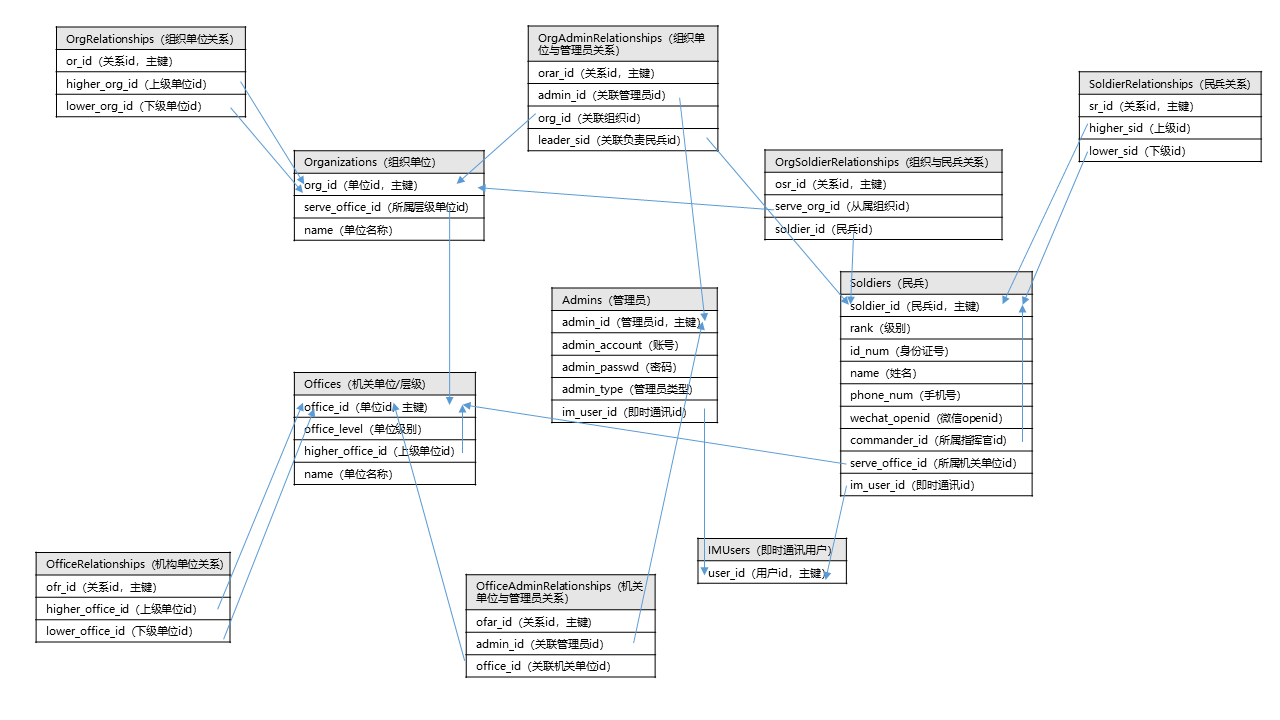 OrgRelationships（组织单位关系）
or_id（关系id，主键）
higher_org_id（上级单位id）
lower_org_id（下级单位id）
OrgAdminRelationships（组织单
位与管理员关系）
orar_id（关系id，主键）
admin_id（关联管理员id）
org_id（关联组织id）
leader_sid（关联负责民兵id）
SoldierRelationships（民兵关系）
sr_id（关系id，主键）
higher_sid（上级id）
lower_sid（下级id）
Organizations（组织单位）
org_id（单位id，主键）
serve_office_id（所属层级单位id）
name（单位名称）
OrgSoldierRelationships（组织与民兵关系）
osr_id（关系id，主键）
serve_org_id（从属组织id）
soldier_id（民兵id）
Soldiers（民兵）
soldier_id（民兵id，主键）
rank（级别）
id_num（身份证号）
name（姓名）
phone_num（手机号）
wechat_openid（微信openid）
commander_id（所属指挥官id）
serve_office_id（所属机关单位id）
im_user_id（即时通讯id）
Admins（管理员）
admin_id（管理员id，主键）
admin_account（账号）
admin_passwd（密码）
admin_type（管理员类型）
im_user_id（即时通讯id）
Offices（机关单位/层级）
office_id（单位id，主键）
office_level（单位级别）
higher_office_id（上级单位id）
name（单位名称）
OfficeRelationships（机构单位关系）
ofr_id（关系id，主键）
higher_office_id（上级单位id）
lower_office_id（下级单位id）
OfficeAdminRelationships（机关
单位与管理员关系）
ofar_id（关系id，主键）
admin_id（关联管理员id）
office_id（关联机关单位id）
IMUsers（即时通讯用户）
user_id（用户id，主键）